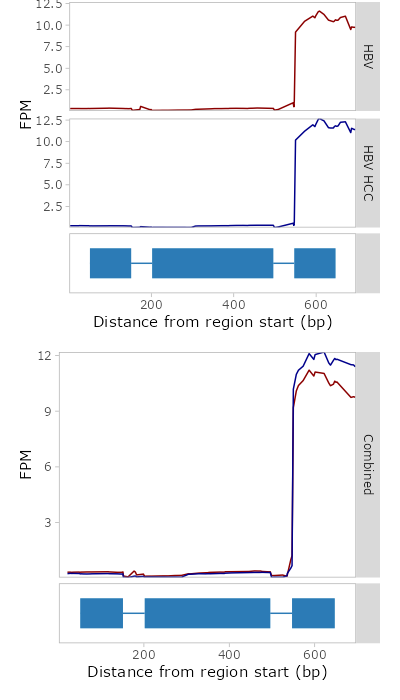 12.5
10.0
7.5
5.0
2.5
HBV
FPM
12.5
10.0
7.5
5.0
2.5
HBV HCC
200 400 600
Distance from region start (bp)
12
9
6
3
FPM
Combined
200 400 600
Distance from region start (bp)